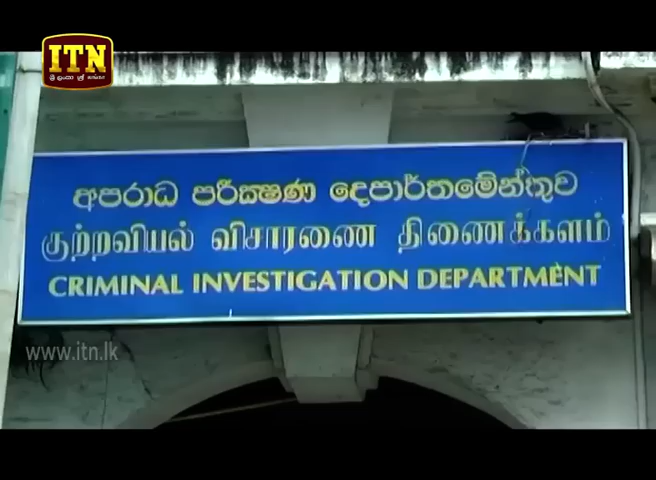 ITN
ශ්‍රී ලංකා ශ්‍රී ලංකා
අපරාධ පරීක්ෂණ දෙපාර්තමේන්තුව
குற்றவியல் விசாரணை திணைக்களம்
CRIMINAL INVESTIGATION DEPARTMENT
www.itn.lk